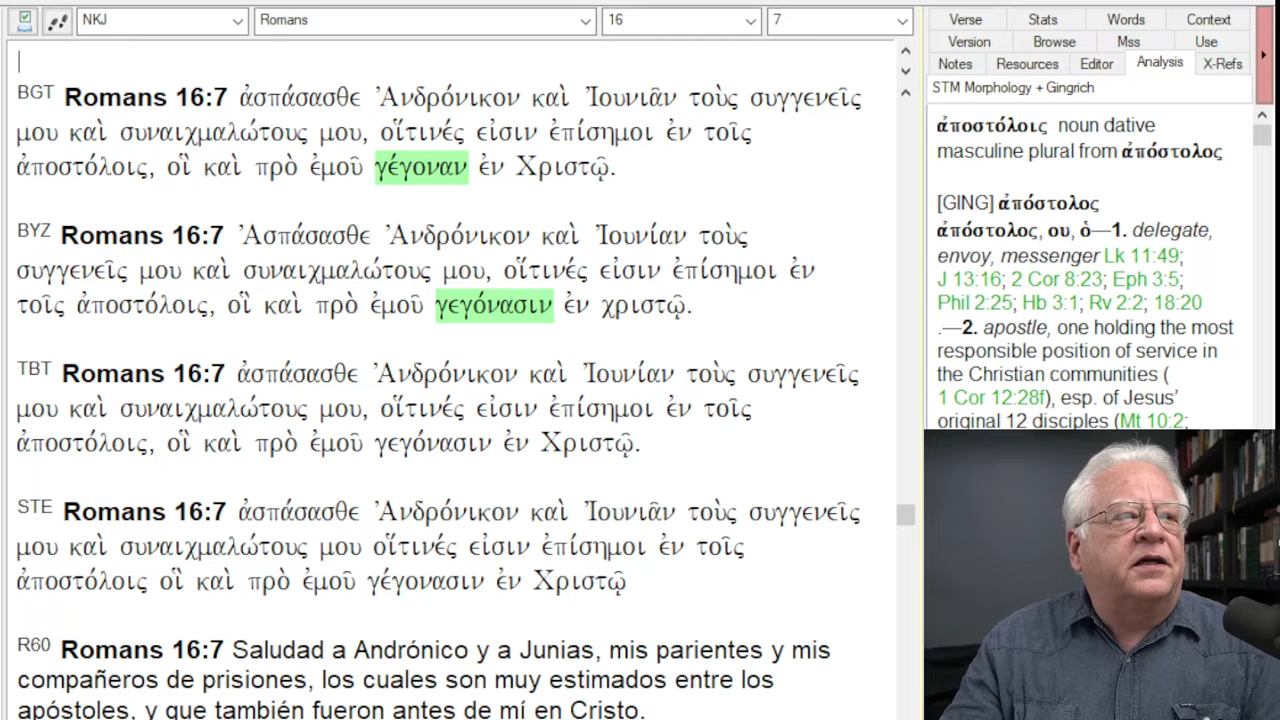 NKJ Romans 16 7
BGT Romans 16:7 ἀσπάσασθε Ἀνδρόνικον καὶ Ἰουνιᾶν τοὺς συγγενεῖς
μου καὶ συναιχμαλώτους μου, οἵτινές εἰσιν ἐπίσημοι ἐν τοῖς
ἀποστόλοις, οἳ καὶ πρὸ ἐμοῦ γέγοναν ἐν Χριστῷ.
BYZ Romans 16:7 Ἀσπάσασθε Ἀνδρόνικον καὶ Ἰουνίαν τοὺς
συγγενεῖς μου καὶ συναιχμαλώτους μου, οἵτινές εἰσιν ἐπίσημοι ἐν
τοῖς ἀποστόλοις, οἳ καὶ πρὸ ἐμοῦ γεγόνασιν ἐν χριστῷ.
TBT Romans 16:7 ἀσπάσασθε Ἀνδρόνικον καὶ Ἰουνίαν τοὺς συγγενεῖς
μου καὶ συναιχμαλώτους μου, οἵτινές εἰσιν ἐπίσημοι ἐν τοῖς
ἀποστόλοις, οἳ καὶ πρὸ ἐμοῦ γεγόνασιν ἐν Χριστῷ.
STE Romans 16:7 ἀσπάσασθε Ἀνδρόνικον καὶ Ἰουνιᾶν τοὺς συγγενεῖς
μου καὶ συναιχμαλώτους μου οἵτινές εἰσιν ἐπίσημοι ἐν τοῖς
ἀποστόλοις οἳ καὶ πρὸ ἐμοῦ γέγονασιν ἐν Χριστῷ
R60 Romans 16:7 Saludad a Andrónico y a Junias, mis parientes y mis
compañeros de prisiones, los cuales son muy estimados entre los
apóstoles, y que también fueron antes de mí en Cristo.
Verse Stats Words Context
Version Browse Mss Use
Notes Resources Editor Analysis X-Refs
STM Morphology + Gingrich
ἀποστόλοις noun dative
masculine plural from ἀπόστολος
[GING] ἀπόστολος
ἀπόστολος, ου, ὁ—1. delegate,
envoy, messenger Lk 11:49;
J 13:16; 2 Cor 8:23; Eph 3:5;
Phil 2:25; Hb 3:1; Rv 2:2; 18:20
.—2. apostle, one holding the most
responsible position of service in
the Christian communities (
1 Cor 12:28f), esp. of Jesus’
original 12 disciples (Mt 10:2;